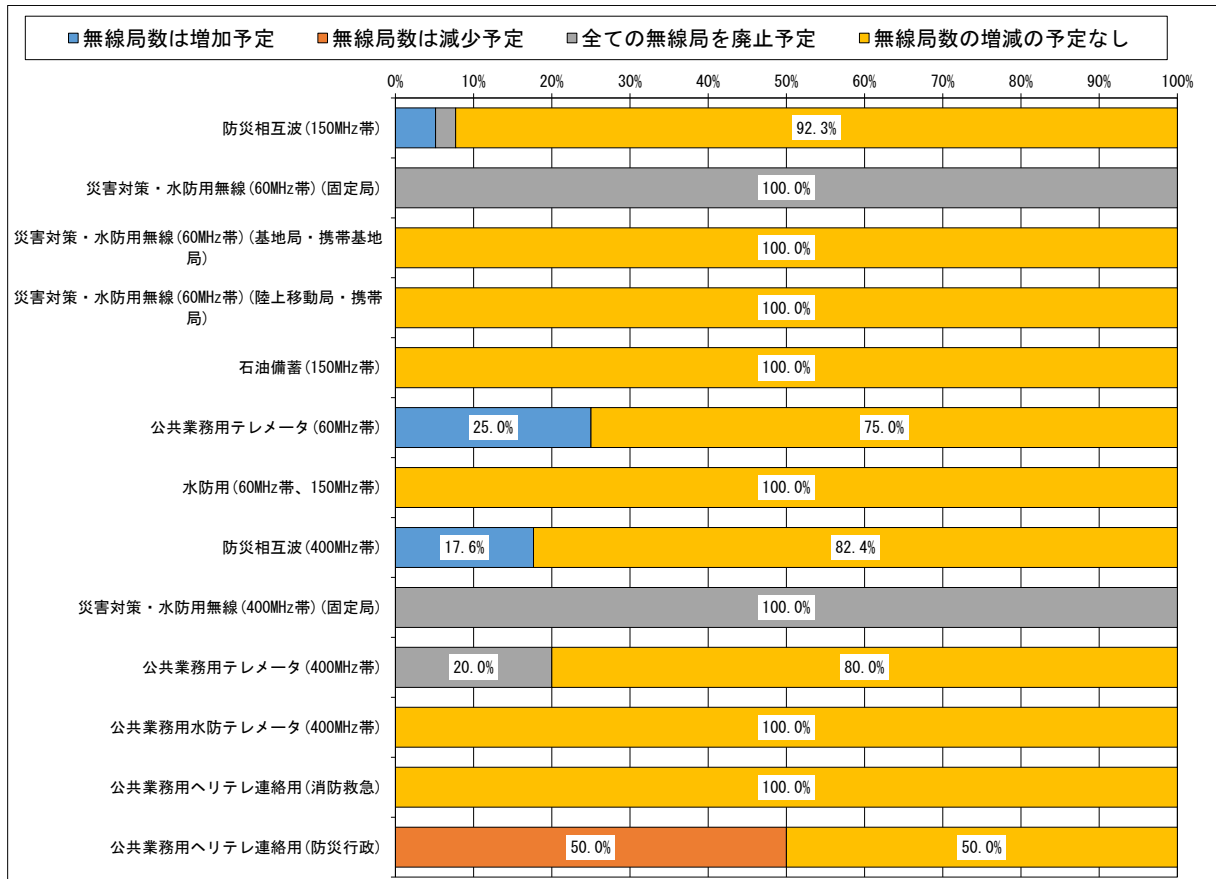 無線局数は増加予定 無線局数は減少予定 全ての無線局を廃止予定 無線局数の増減の予定なし
0% 10% 20% 30% 40% 50% 60% 70% 80% 90% 100%
防災相互波(150MHz帯) 92.3%
災害対策・水防用無線(60MHz帯)(固定局) 100.0%
災害対策・水防用無線(60MHz帯)(基地局・携帯基地
局) 100.0%
災害対策・水防用無線(60MHz帯)(陸上移動局・携帯
局) 100.0%
石油備蓄(150MHz帯) 100.0%
公共業務用テレメータ(60MHz帯) 25.0% 75.0%
水防用(60MHz帯、150MHz帯) 100.0%
防災相互波(400MHz帯) 17.6% 82.4%
災害対策・水防用無線(400MHz帯)(固定局) 100.0%
公共業務用テレメータ(400MHz帯) 20.0% 80.0%
公共業務用水防テレメータ(400MHz帯) 100.0%
公共業務用ヘリテレ連絡用(消防救急) 100.0%
公共業務用ヘリテレ連絡用(防災行政) 50.0% 50.0%